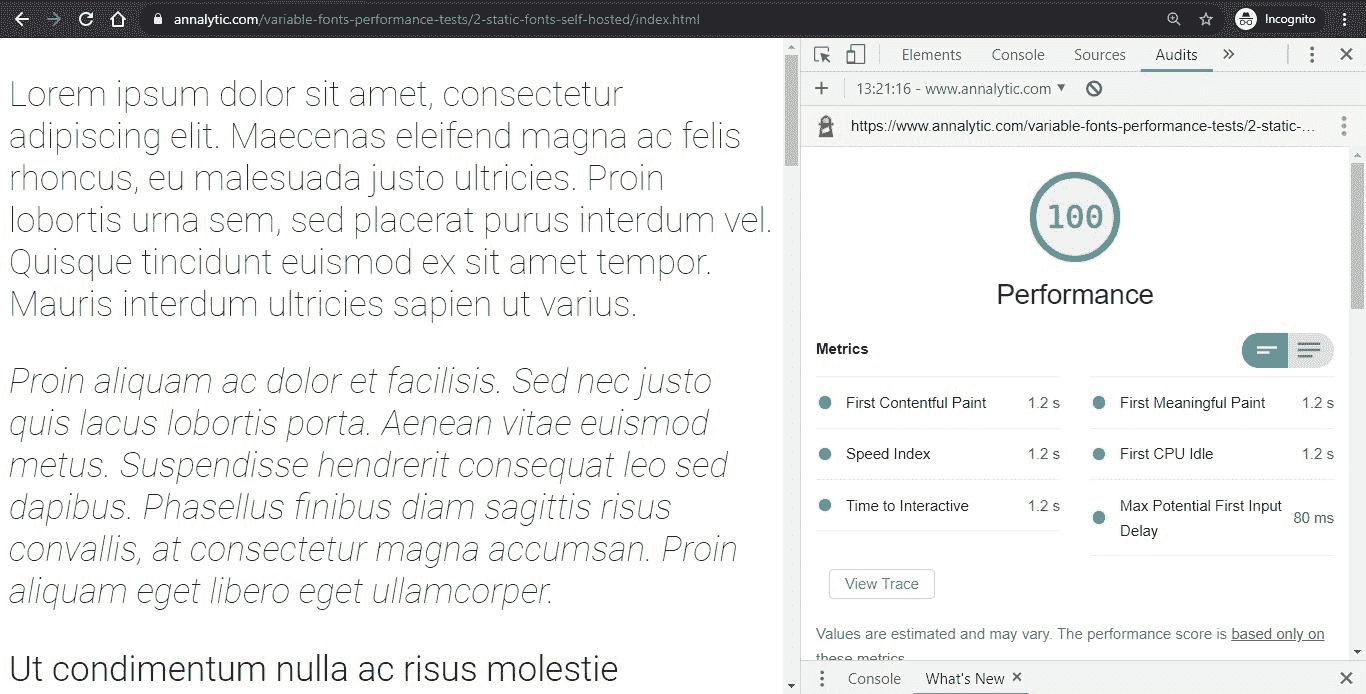 annalytic.com/variable-fonts-performance-tests/2-static-fonts-self-hosted/index.html
Incognito
Lorem ipsum dolor sit amet, consectetur
adipiscing elit. Maecenas eleifend magna ac felis
rhoncus, eu malesuada justo ultricies. Proin
lobortis urna sem, sed placerat purus interdum vel.
Quisque tincidunt euismod ex sit amet tempor.
Mauris interdum ultricies sapien ut varius.
Proin aliquam ac dolor et facilisis. Sed nec justo
quis lacus lobortis porta. Aenean vitae euismod
metus. Suspendisse hendrerit consequat leo sed
dapibus. Phasellus finibus diam sagittis risus
convallis, at consectetur magna accumsan. Proin
aliquam eget libero eget ullamcorper.
Ut condimentum nulla ac risus molestie
Elements Console Sources Audits
13:21:16 - www.annalytic.com
https://www.annalytic.com/variable-fonts-performance-tests/2-static-...
100
Performance
Metrics
First Contentful Paint 1.2 s
First Meaningful Paint 1.2 s
Speed Index 1.2 s
First CPU Idle 1.2 s
Time to Interactive 1.2 s
Max Potential First Input
Delay 80 ms
View Trace
Values are estimated and may vary. The performance score is based only on
these metrics
Console What's New